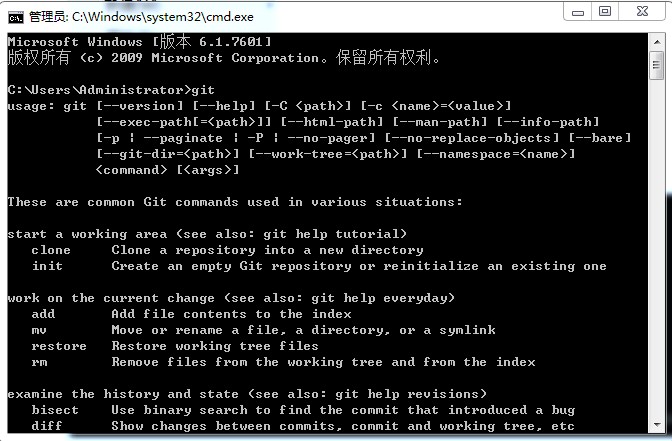 管理员: C:\Windows\system32\cmd.exe
Microsoft Windows [版本 6.1.7601]
版权所有 (c) 2009 Microsoft Corporation。保留所有权利。
C:\Users\Administrator>git
usage: git [--version] [--help] [-C <path>] [-c <name>=<value>]
[--exec-path[=<path>]] [--html-path] [--man-path] [--info-path]
[-p | --paginate | -P | --no-pager] [--no-replace-objects] [--bare]
[--git-dir=<path>] [--work-tree=<path>] [--namespace=<name>]
<command> [<args>]
These are common Git commands used in various situations:
start a working area (see also: git help tutorial)
clone Clone a repository into a new directory
init Create an empty Git repository or reinitialize an existing one
work on the current change (see also: git help everyday)
add Add file contents to the index
mv Move or rename a file, a directory, or a symlink
restore Restore working tree files
rm Remove files from the working tree and from the index
examine the history and state (see also: git help revisions)
bisect Use binary search to find the commit that introduced a bug
diff Show changes between commits, commit and working tree, etc